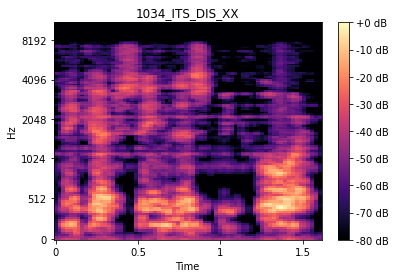 1034_ITS_DIS_XX
+0 dB
8192
-10 dB
4096
-20 dB
-30 dB
2048
Hz
-40 dB
1024
-50 dB
512
-60 dB
-70 dB
0
-80 dB
0
0.5
1
1.5
Time